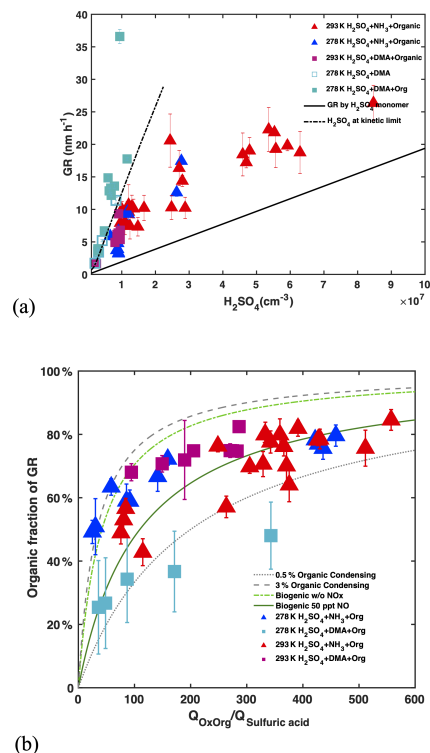 40
35
30
25
20
15
10
5
0
GR (nm h⁻¹)
293 K H₂SO₄+NH₃+Organic
278 K H₂SO₄+NH₃+Organic
293 K H₂SO₄+DMA+Organic
278 K H₂SO₄+DMA
278 K H₂SO₄+DMA+Org
GR by H₂SO₄ monomer
H₂SO₄ at kinetic limit
0 1 2 3 4 5 6 7 8 9 10
H₂SO₄(cm⁻³)
×10⁷
(a)
100 %
80 %
60 %
40 %
20 %
0
Organic fraction of GR
0.5 % Organic Condensing
3 % Organic Condensing
Biogenic w/o NOx
Biogenic 50 ppt NO
278 K H₂SO₄+NH₃+Org
278 K H₂SO₄+DMA+Org
293 K H₂SO₄+NH₃+Org
293 K H₂SO₄+DMA+Org
0 100 200 300 400 500 600
Q_OxOrg/Q_Sulfuric acid
(b)